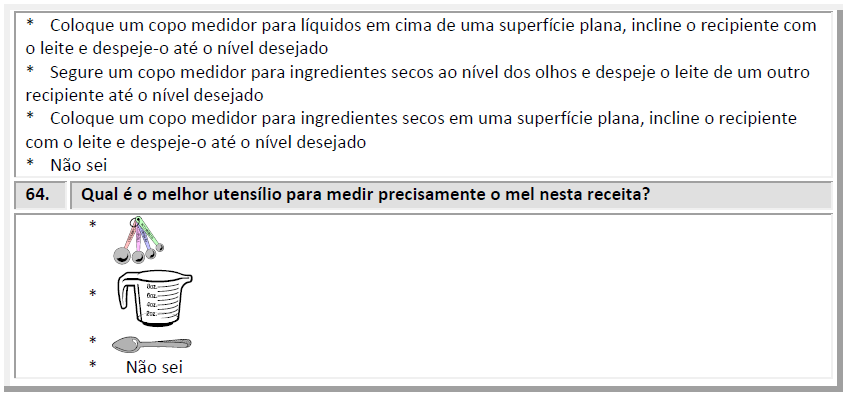 * Coloque um copo medidor para líquidos em cima de uma superfície plana, incline o recipiente com
o leite e despeje-o até o nível desejado
* Segure um copo medidor para ingredientes secos ao nível dos olhos e despeje o leite de um outro
recipiente até o nível desejado
* Coloque um copo medidor para ingredientes secos em uma superfície plana, incline o recipiente
com o leite e despeje-o até o nível desejado
* Não sei
64. Qual é o melhor utensílio para medir precisamente o mel nesta receita?
*
*
8oz.
6oz.
4oz.
2oz.
*
* Não sei